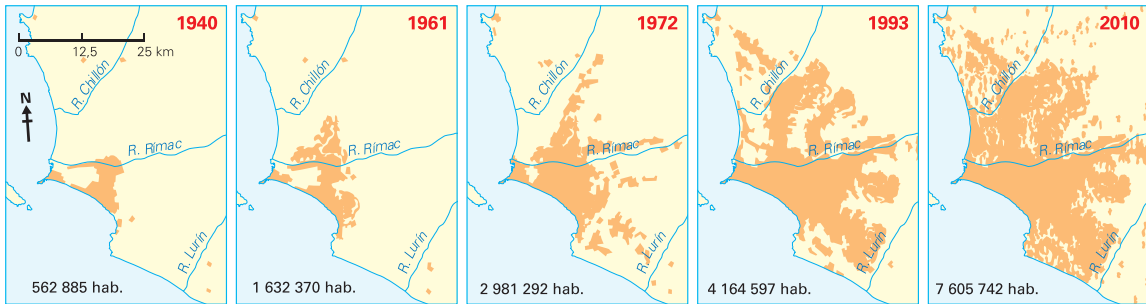 1940
0 12,5 25 km
R. Chillón
N
R. Rímac
R. Lurín
562 885 hab.
1961
R. Chillón
R. Rímac
R. Lurín
1 632 370 hab.
1972
R. Chillón
R. Rímac
R. Lurín
2 981 292 hab.
1993
R. Chillón
R. Rímac
R. Lurín
4 164 597 hab.
2010
R. Chillón
R. Rímac
R. Lurín
7 605 742 hab.